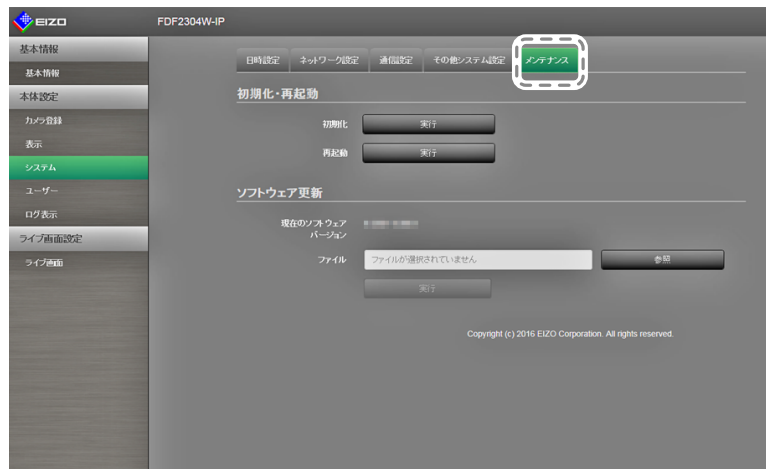 EIZO
FDF2304W-IP
基本情報
基本情報
本体設定
カメラ登録
表示
システム
ユーザー
ログ表示
ライブ画面設定
ライブ画面
日時設定 ネットワーク設定 通信設定 その他システム設定 メンテナンス
初期化・再起動
初期化 実行
再起動 実行
ソフトウェア更新
現在のソフトウェア
バージョン
ファイル ファイルが選択されていません 参照
実行
Copyright (c) 2016 EIZO Corporation. All rights reserved.